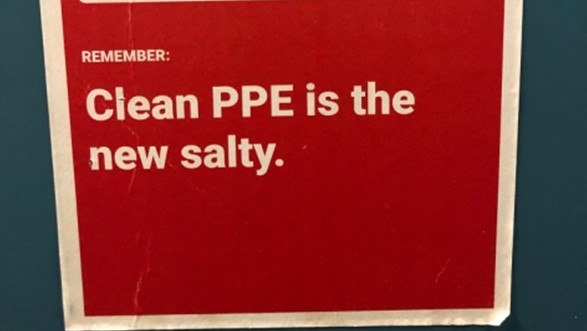 REMEMBER:
Clean PPE is the
new salty.